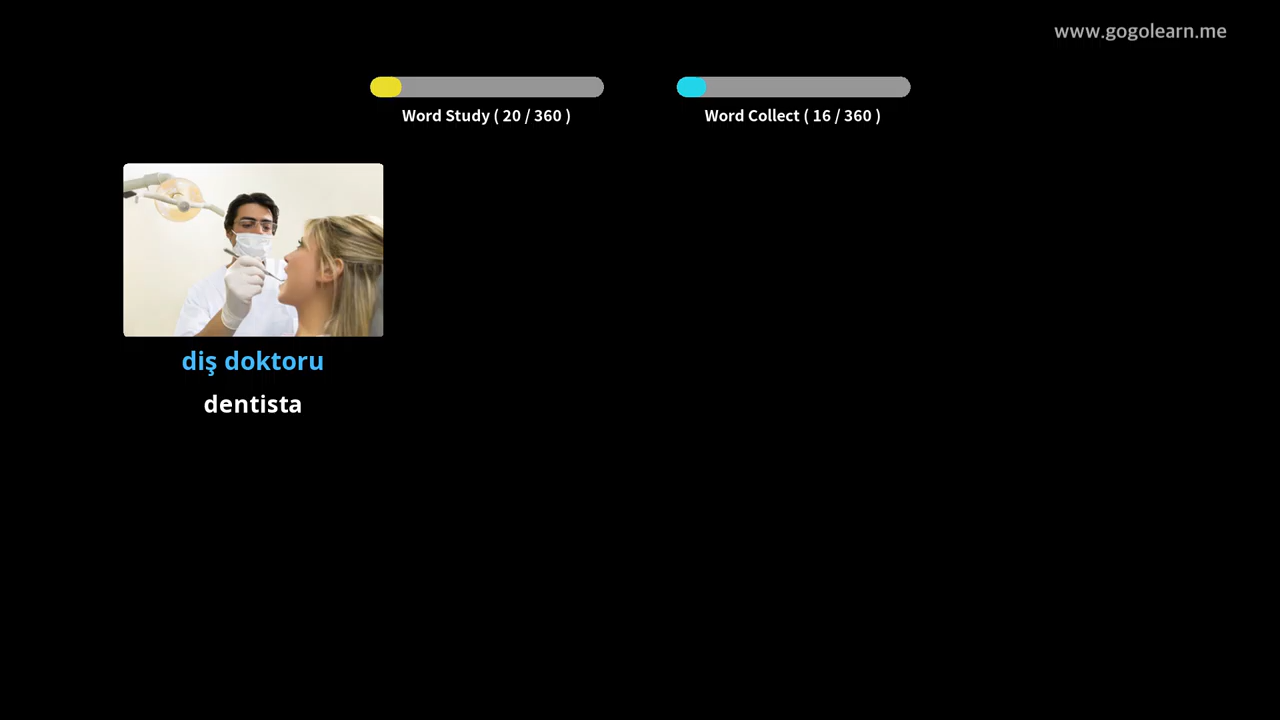 www.gogolearn.me
Word Study ( 20 / 360 )
Word Collect ( 16 / 360 )
diş doktoru
dentista